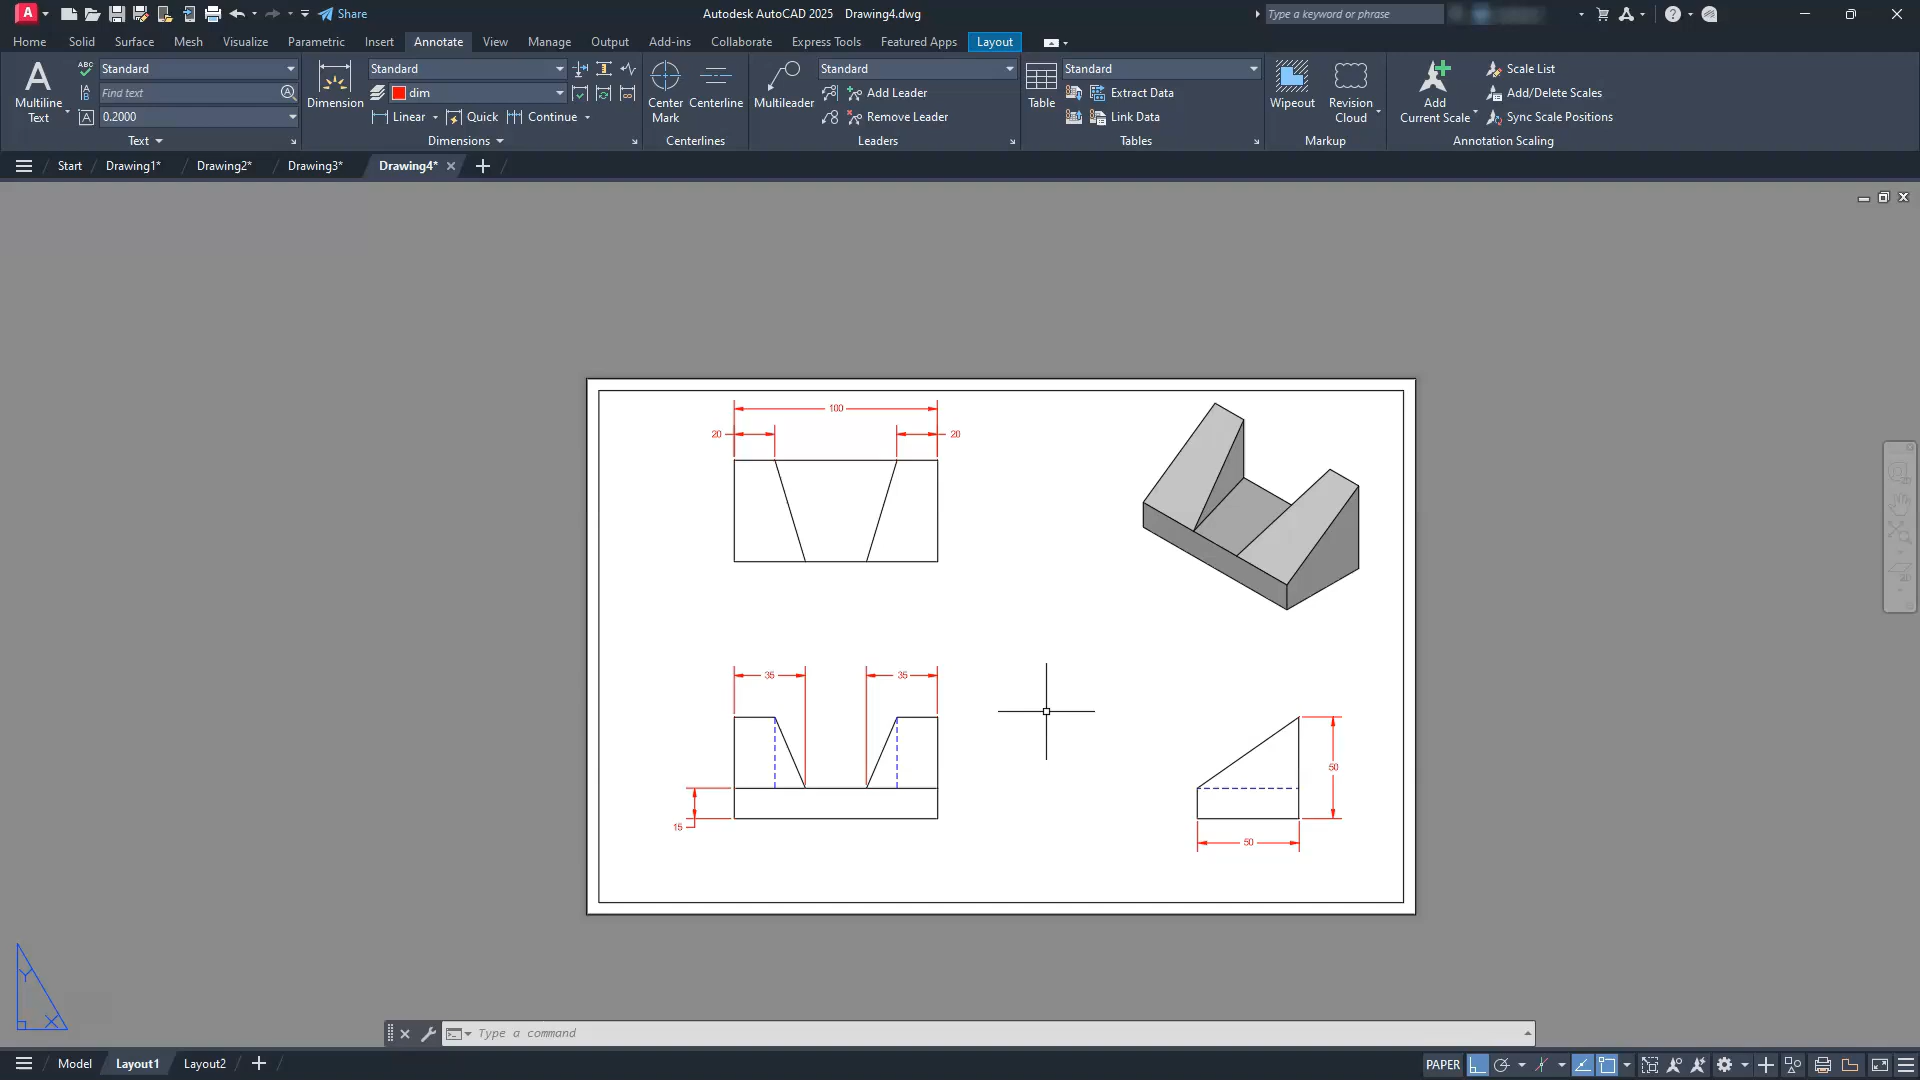 A Share Autodesk AutoCAD 2025 Drawing4.dwg Type a keyword or phrase
Home Solid Surface Mesh Visualize Parametric Insert Annotate View Manage Output Add-ins Collaborate Express Tools Featured Apps Layout
A Multiline Text
ABC Standard
Find text
0.2000
Text
Dimension
Standard
dim
Linear Quick Continue
Dimensions
Center Mark
Centerline
Centerlines
Multileader
Standard
Add Leader
Remove Leader
Leaders
Table
Standard
Extract Data
Link Data
Tables
Wipeout
Revision Cloud
Markup
Add Current Scale
Scale List
Add/Delete Scales
Sync Scale Positions
Annotation Scaling
Start Drawing1* Drawing2* Drawing3* Drawing4*
100
20 20
35 35
50
15
50
Y
X
Type a command
Model Layout1 Layout2
PAPER